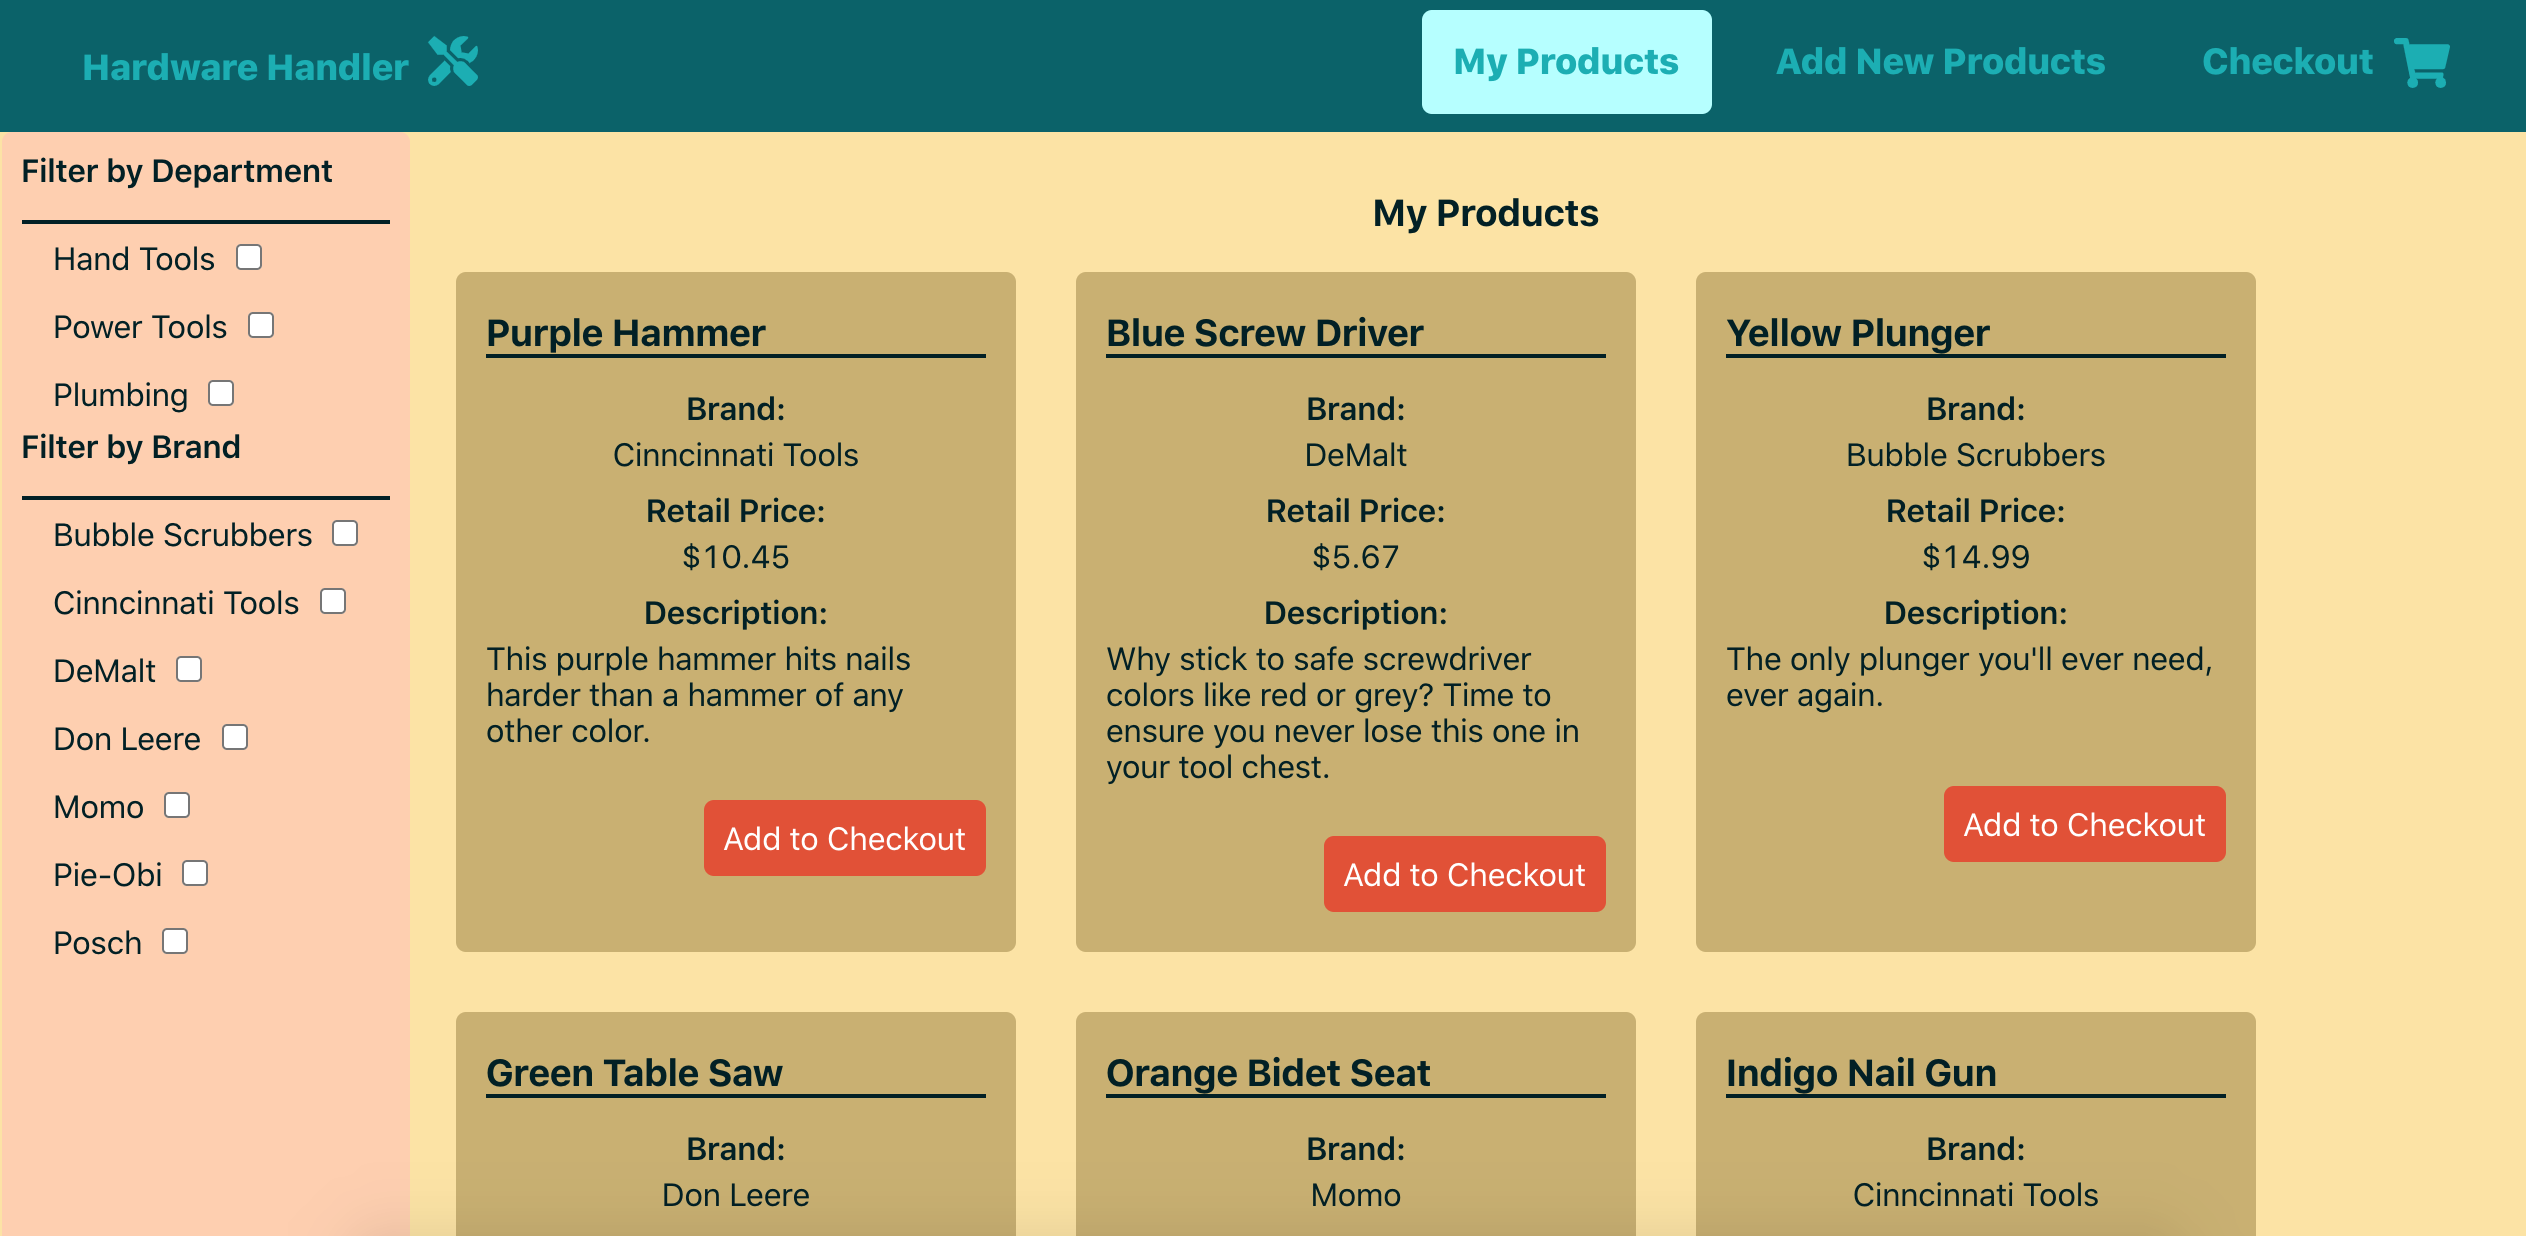 Hardware Handler
My Products
Add New Products
Checkout
Filter by Department
Hand Tools
Power Tools
Plumbing
Filter by Brand
Bubble Scrubbers
Cinncinnati Tools
DeMalt
Don Leere
Momo
Pie-Obi
Posch
My Products
Purple Hammer
Brand:
Cinncinnati Tools
Retail Price:
$10.45
Description:
This purple hammer hits nails
harder than a hammer of any
other color.
Add to Checkout
Blue Screw Driver
Brand:
DeMalt
Retail Price:
$5.67
Description:
Why stick to safe screwdriver
colors like red or grey? Time to
ensure you never lose this one in
your tool chest.
Add to Checkout
Yellow Plunger
Brand:
Bubble Scrubbers
Retail Price:
$14.99
Description:
The only plunger you'll ever need,
ever again.
Add to Checkout
Green Table Saw
Brand:
Don Leere
Orange Bidet Seat
Brand:
Momo
Indigo Nail Gun
Brand:
Cinncinnati Tools